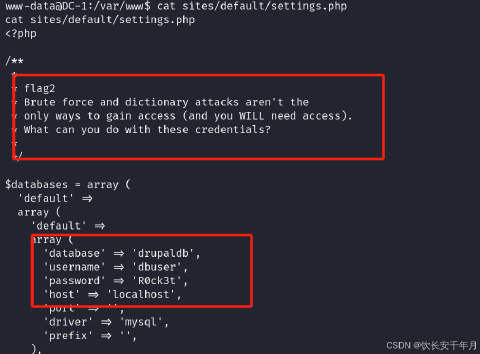 www-data@DC-1:/var/www$ cat sites/default/settings.php
cat sites/default/settings.php
<?php
/**
*
* flag2
* Brute force and dictionary attacks aren't the
* only ways to gain access (and you WILL need access).
* What can you do with these credentials?
*
*/
$databases = array (
'default' =>
array (
'default' =>
array (
'database' => 'drupaldb',
'username' => 'dbuser',
'password' => 'R0ck3t',
'host' => 'localhost',
'port' => '',
'driver' => 'mysql',
'prefix' => '',
),
CSDN @饮长安千年月